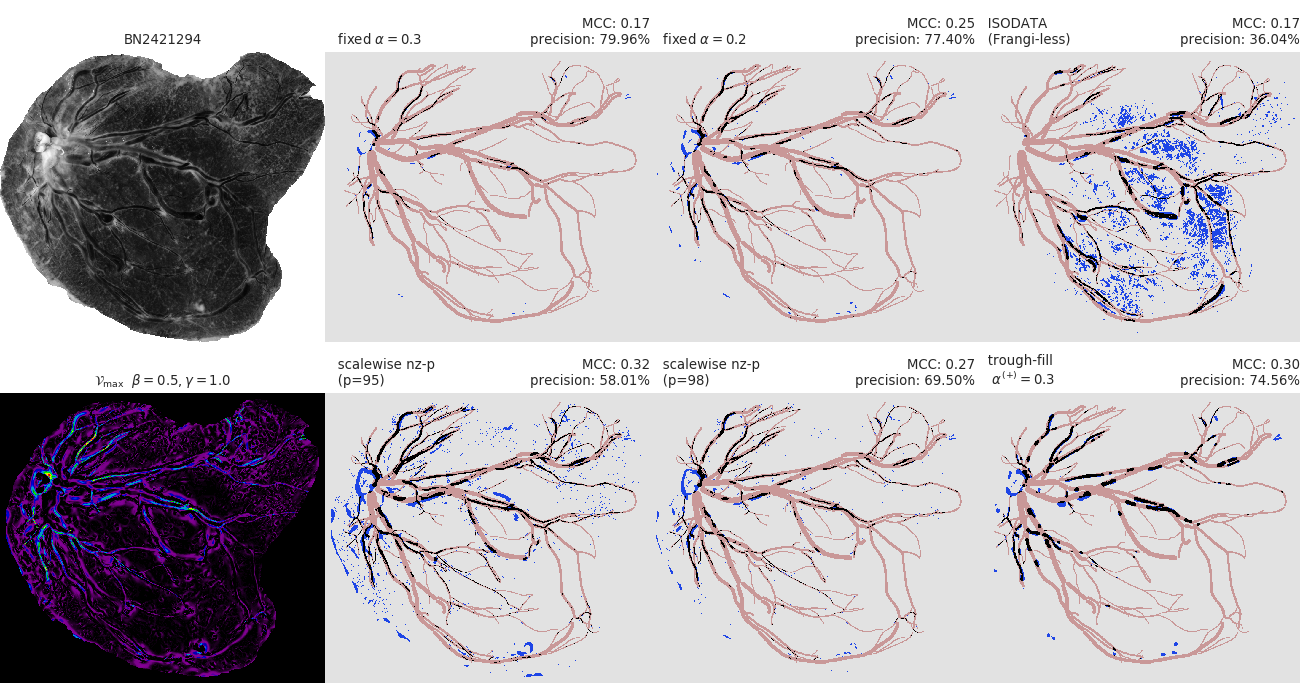 BN2421294
fixed α = 0.3
MCC: 0.17
precision: 79.96%
fixed α = 0.2
MCC: 0.25
precision: 77.40%
ISODATA
(Frangi-less)
MCC: 0.17
precision: 36.04%
𝒱max β = 0.5, γ = 1.0
scalewise nz-p
(p=95)
MCC: 0.32
precision: 58.01%
scalewise nz-p
(p=98)
MCC: 0.27
precision: 69.50%
trough-fill
α(+) = 0.3
MCC: 0.30
precision: 74.56%